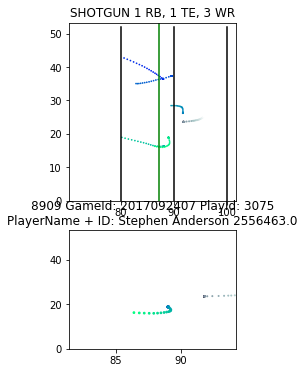 SHOTGUN 1 RB, 1 TE, 3 WR
50
40
30
20
10
0
80 90 100
8909 GameId: 2017092407 PlayId: 3075
PlayerName + ID: Stephen Anderson 2556463.0
40
20
0
85 90